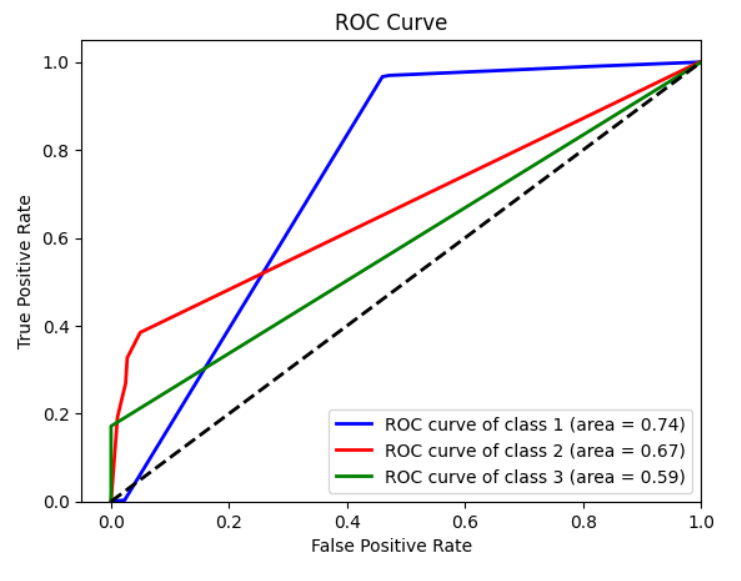 ROC Curve
True Positive Rate
1.0
0.8
0.6
0.4
0.2
0.0
ROC curve of class 1 (area = 0.74)
ROC curve of class 2 (area = 0.67)
ROC curve of class 3 (area = 0.59)
0.0 0.2 0.4 0.6 0.8 1.0
False Positive Rate